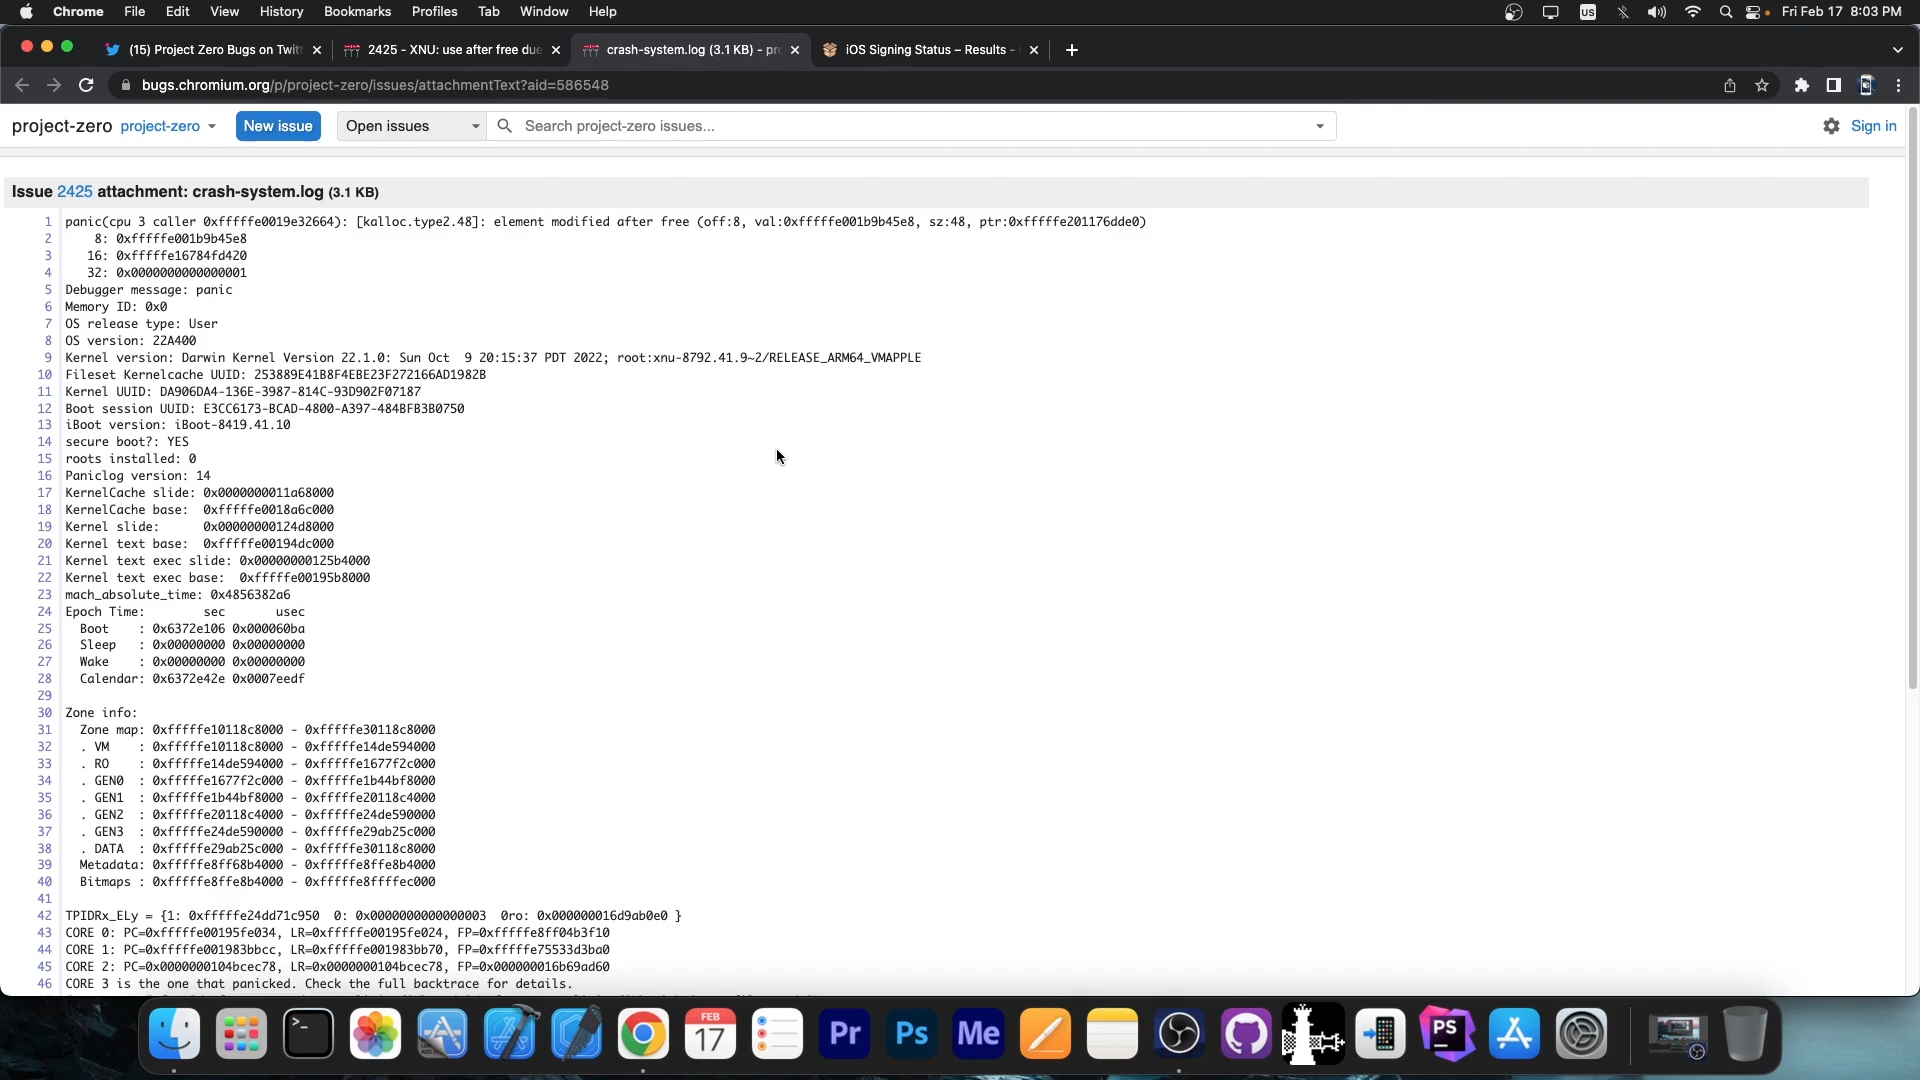 Chrome File Edit View History Bookmarks Profiles Tab Window Help US Fri Feb 17 8:03 PM
(15) Project Zero Bugs on Twitt
2425 - XNU: use after free due
crash-system.log (3.1 KB) - pro
iOS Signing Status – Results -
bugs.chromium.org/p/project-zero/issues/attachmentText?aid=586548
project-zero project-zero New issue Open issues Search project-zero issues... Sign in
Issue 2425 attachment: crash-system.log (3.1 KB)
1 panic(cpu 3 caller 0xfffffe0019e32664): [kalloc.type2.48]: element modified after free (off:8, val:0xfffffe001b9b45e8, sz:48, ptr:0xfffffe201176dde0)
2 8: 0xfffffe001b9b45e8
3 16: 0xfffffe16784fd420
4 32: 0x0000000000000001
5 Debugger message: panic
6 Memory ID: 0x0
7 OS release type: User
8 OS version: 22A400
9 Kernel version: Darwin Kernel Version 22.1.0: Sun Oct  9 20:15:37 PDT 2022; root:xnu-8792.41.9~2/RELEASE_ARM64_VMAPPLE
10 Fileset Kernelcache UUID: 253889E41B8F4EBE23F272166AD1982B
11 Kernel UUID: DA906DA4-136E-3987-814C-93D902F07187
12 Boot session UUID: E3CC6173-BCAD-4800-A397-484BFB3B0750
13 iBoot version: iBoot-8419.41.10
14 secure boot?: YES
15 roots installed: 0
16 Paniclog version: 14
17 KernelCache slide: 0x0000000011a68000
18 KernelCache base:  0xfffffe0018a6c000
19 Kernel slide:      0x00000000124d8000
20 Kernel text base:  0xfffffe00194dc000
21 Kernel text exec slide: 0x00000000125b4000
22 Kernel text exec base:  0xfffffe00195b8000
23 mach_absolute_time: 0x4856382a6
24 Epoch Time:        sec       usec
25 Boot    : 0x6372e106 0x000060ba
26 Sleep   : 0x00000000 0x00000000
27 Wake    : 0x00000000 0x00000000
28 Calendar: 0x6372e42e 0x0007eedf
29
30 Zone info:
31 Zone map: 0xfffffe10118c8000 - 0xfffffe30118c8000
32 . VM    : 0xfffffe10118c8000 - 0xfffffe14de594000
33 . RO    : 0xfffffe14de594000 - 0xfffffe1677f2c000
34 . GEN0  : 0xfffffe1677f2c000 - 0xfffffe1b44bf8000
35 . GEN1  : 0xfffffe1b44bf8000 - 0xfffffe20118c4000
36 . GEN2  : 0xfffffe20118c4000 - 0xfffffe24de590000
37 . GEN3  : 0xfffffe24de590000 - 0xfffffe29ab25c000
38 . DATA  : 0xfffffe29ab25c000 - 0xfffffe30118c8000
39 Metadata: 0xfffffe8ff68b4000 - 0xfffffe8ffe8b4000
40 Bitmaps : 0xfffffe8ffe8b4000 - 0xfffffe8ffffec000
41
42 TPIDRx_ELy = {1: 0xfffffe24dd71c950  0: 0x0000000000000003  0ro: 0x000000016d9ab0e0 }
43 CORE 0: PC=0xfffffe00195fe034, LR=0xfffffe00195fe024, FP=0xfffffe8ff04b3f10
44 CORE 1: PC=0xfffffe001983bbcc, LR=0xfffffe001983bb70, FP=0xfffffe75533d3ba0
45 CORE 2: PC=0x0000000104bcec78, LR=0x0000000104bcec78, FP=0x000000016b69ad60
46 CORE 3 is the one that panicked. Check the full backtrace for details.
FEB
17
Pr
Ps
Me
PS